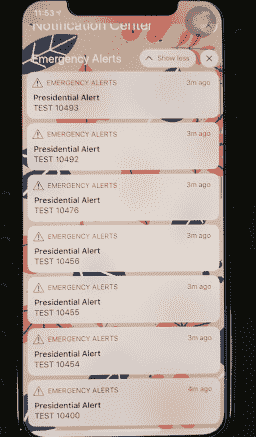 11:53
Notification Center
Emergency Alerts
Show less
EMERGENCY ALERTS 3m ago
Presidential Alert
TEST 10493
EMERGENCY ALERTS 3m ago
Presidential Alert
TEST 10492
EMERGENCY ALERTS 3m ago
Presidential Alert
TEST 10476
EMERGENCY ALERTS 3m ago
Presidential Alert
TEST 10456
EMERGENCY ALERTS 3m ago
Presidential Alert
TEST 10455
EMERGENCY ALERTS 3m ago
Presidential Alert
TEST 10454
EMERGENCY ALERTS 4m ago
Presidential Alert
TEST 10400